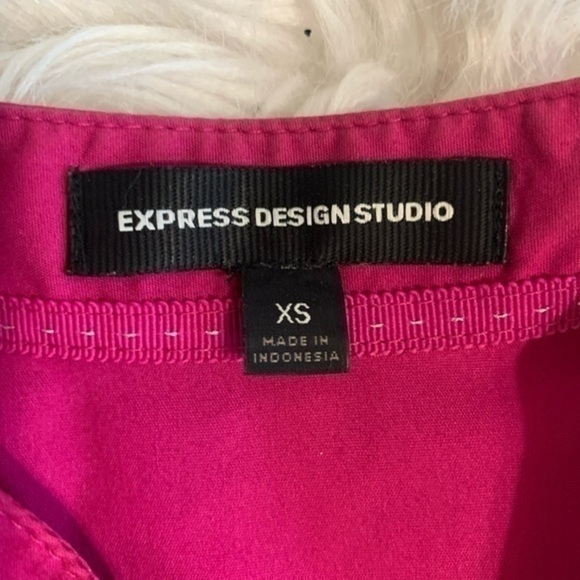 EXPRESS DESIGN STUDIO
XS
MADE IN
INDONESIA